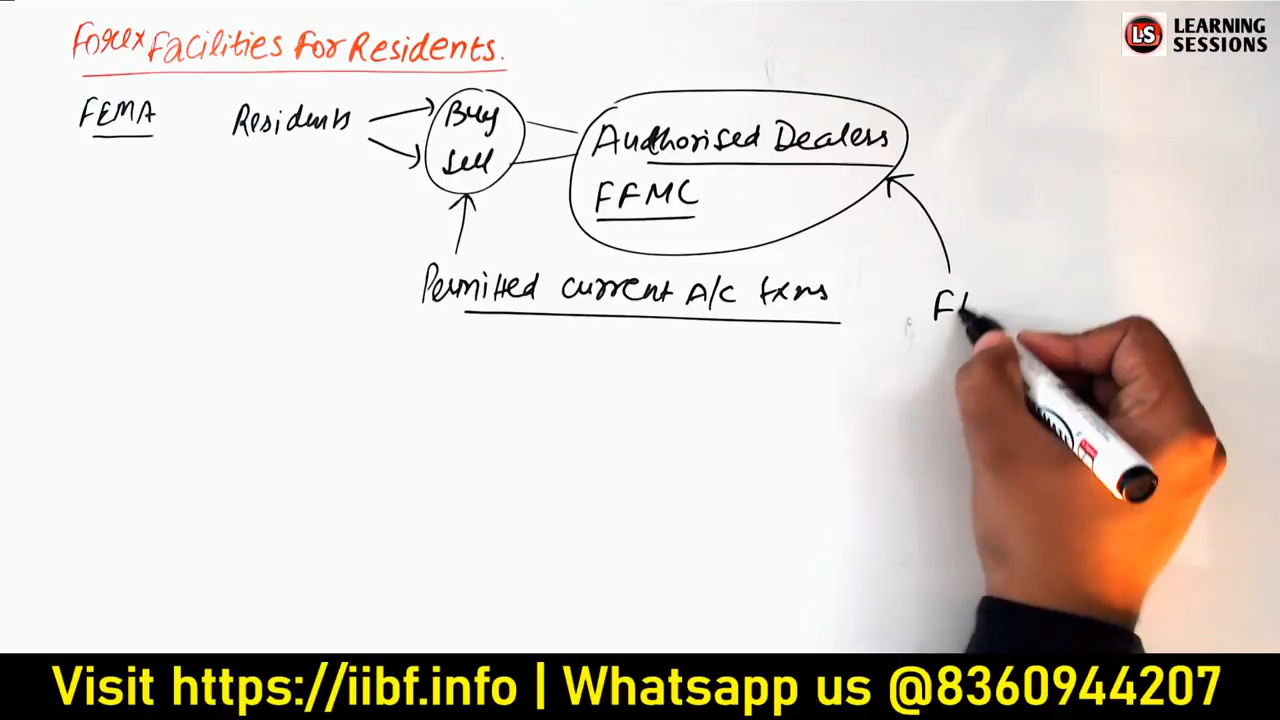 Forex Facilities For Residents.
LS LEARNING SESSIONS
FEMA Residents Buy Authorised Dealers
Sell FFMC
Permitted current A/C txns
Visit https://iibf.info | Whatsapp us @8360944207